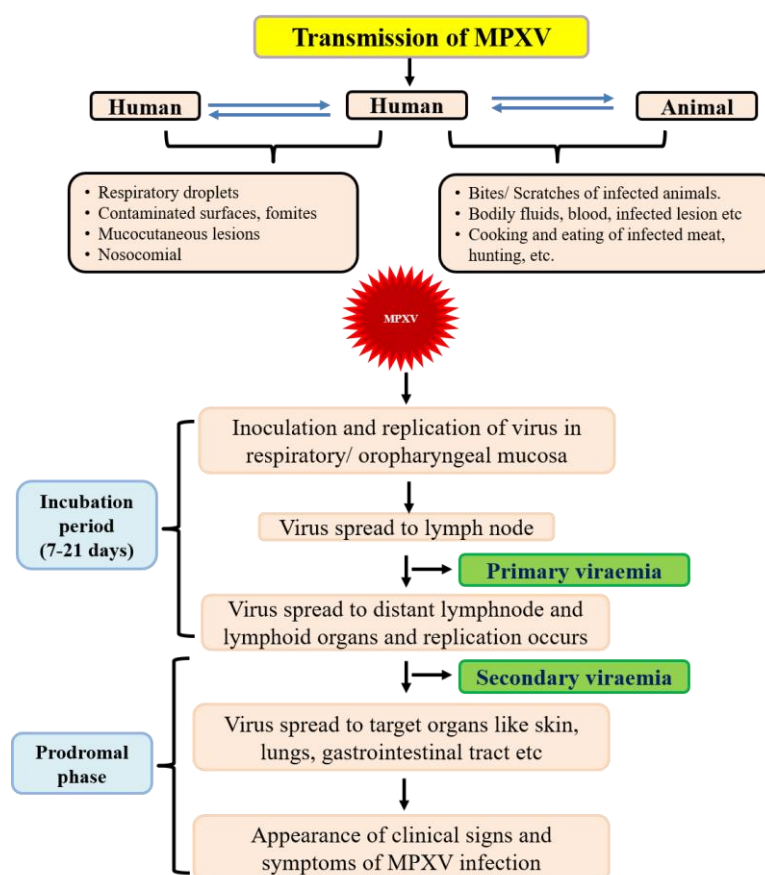 Transmission of MPXV
Human
Human
Animal
• Respiratory droplets
• Contaminated surfaces, fomites
• Mucocutaneous lesions
• Nosocomial
• Bites/ Scratches of infected animals.
• Bodily fluids, blood, infected lesion etc
• Cooking and eating of infected meat,
hunting, etc.
MPXV
Inoculation and replication of virus in
respiratory/ oropharyngeal mucosa
Incubation
period
(7-21 days)
Virus spread to lymph node
Primary viraemia
Virus spread to distant lymphnode and
lymphoid organs and replication occurs
Secondary viraemia
Virus spread to target organs like skin,
lungs, gastrointestinal tract etc
Prodromal
phase
Appearance of clinical signs and
symptoms of MPXV infection